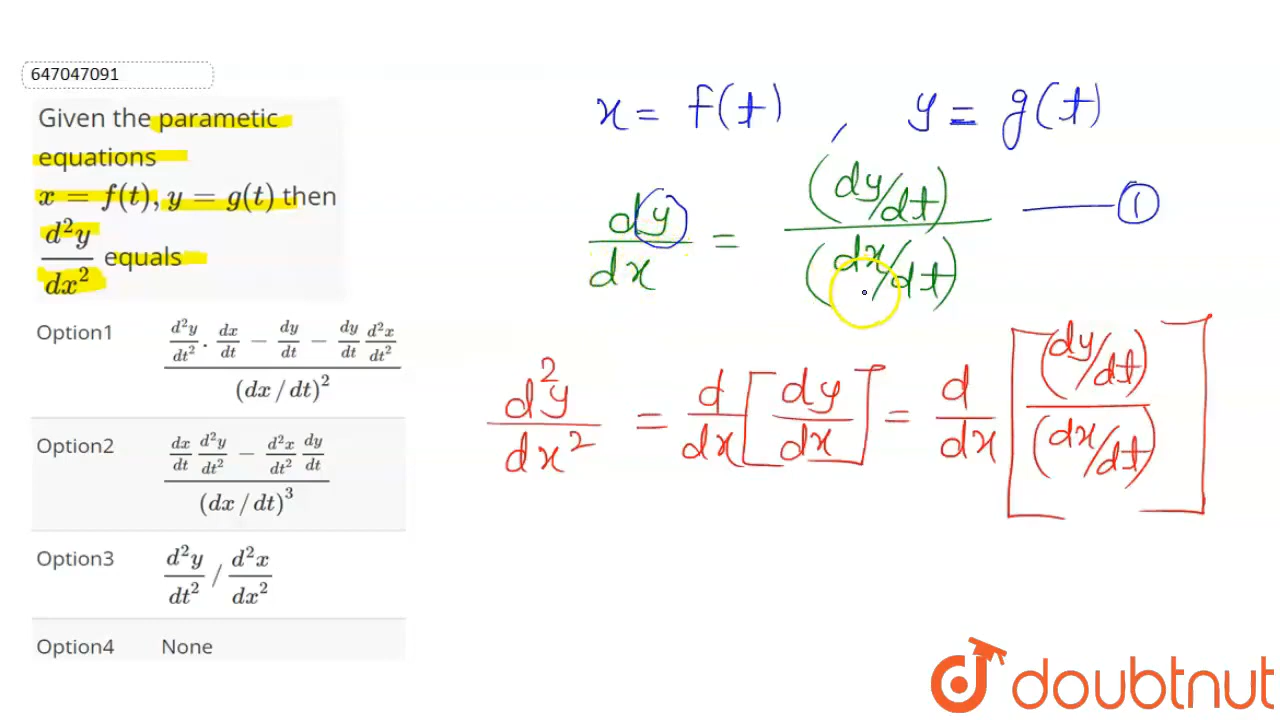 647047091
Given the parametic
equations
x = f(t), y = g(t) then
d²y/dx² equals
Option1 (d²y/dt² · dx/dt − dy/dt − dy/dt d²x/dt²) / (dx / dt)²
Option2 (dx/dt d²y/dt² − d²x/dt² dy/dt) / (dx / dt)³
Option3 d²y/dt² / d²x/dx²
Option4 None
x = f(t) , y = g(t)
dy/dx = (dy/dt) / (dx/dt) —— ①
d²y/dx² = d/dx [dy/dx] = d/dx [(dy/dt) / (dx/dt)]
doubtnut